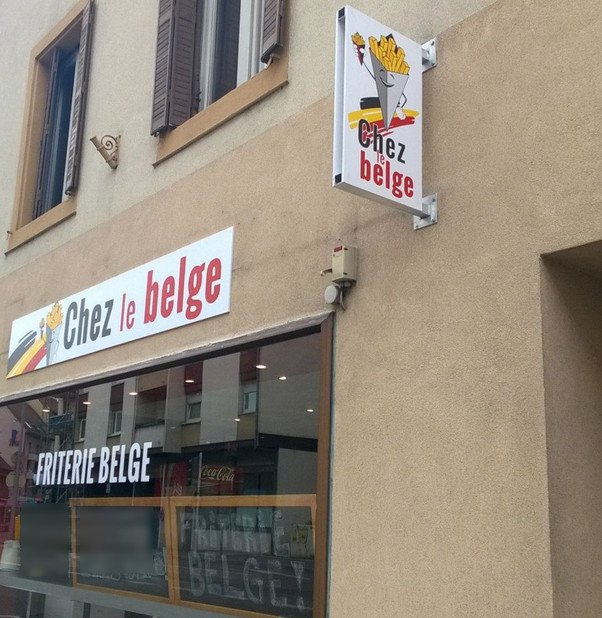 Chez
le
belge
Chez le belge
FRITERIE BELGE
Coca-Cola
FRITERIE
BELGE!